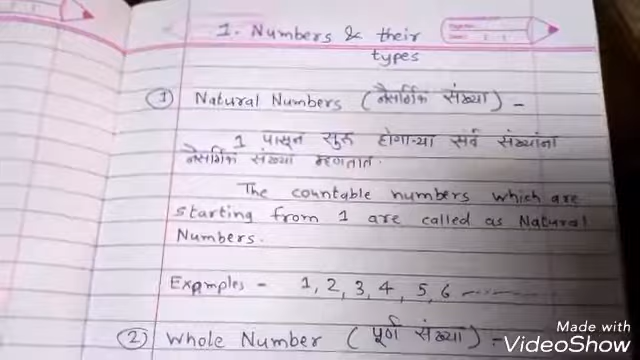 1. Numbers & their
types
① Natural Numbers (नैसर्गिक संख्या) -
1 पासून सुरु होणाऱ्या सर्व संख्यांना
नैसर्गिक संख्या म्हणतात.
The countable numbers which are
starting from 1 are called as Natural
Numbers.
Examples - 1, 2, 3, 4, 5, 6 --------
② Whole Number (पूर्ण संख्या) -
Made with
VideoShow